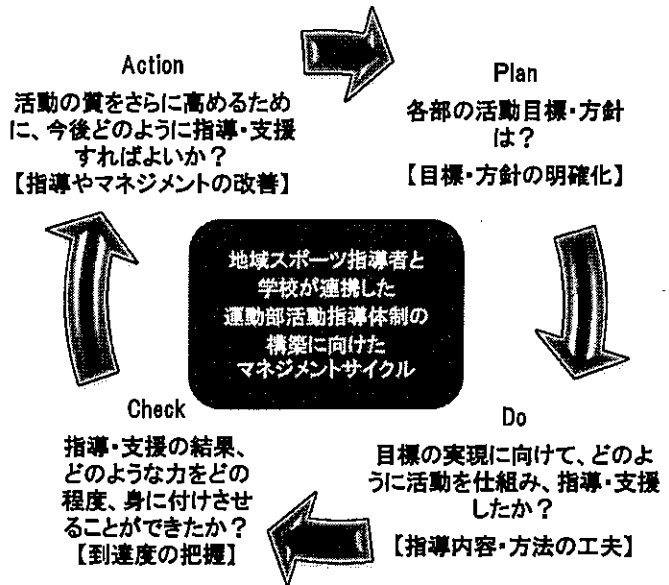 Action
活動の質をさらに高めるため
に、今後どのように指導・支援
すればよいか？
【指導やマネジメントの改善】
Plan
各部の活動目標・方針
は？
【目標・方針の明確化】
地域スポーツ指導者と
学校が連携した
運動部活動指導体制の
構築に向けた
マネジメントサイクル
Check
指導・支援の結果、
どのような力をどの
程度、身に付けさせ
ることができたか？
【到達度の把握】
Do
目標の実現に向けて、どのよ
うに活動を仕組み、指導・支援
したか？
【指導内容・方法の工夫】